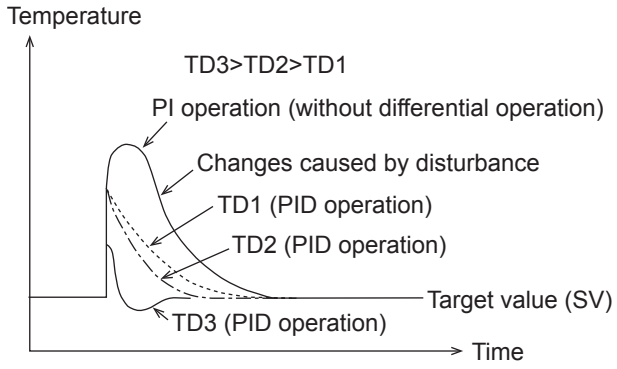 Temperature
TD3>TD2>TD1
PI operation (without differential operation)
Changes caused by disturbance
TD1 (PID operation)
TD2 (PID operation)
Target value (SV)
TD3 (PID operation)
Time